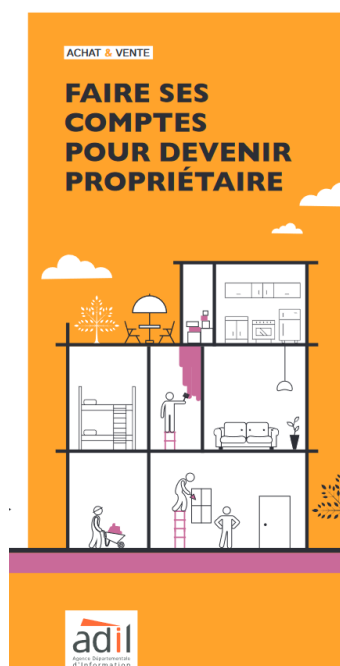 ACHAT & VENTE
FAIRE SES
COMPTES
POUR DEVENIR
PROPRIÉTAIRE
adil
Agence Départementale
d'Information